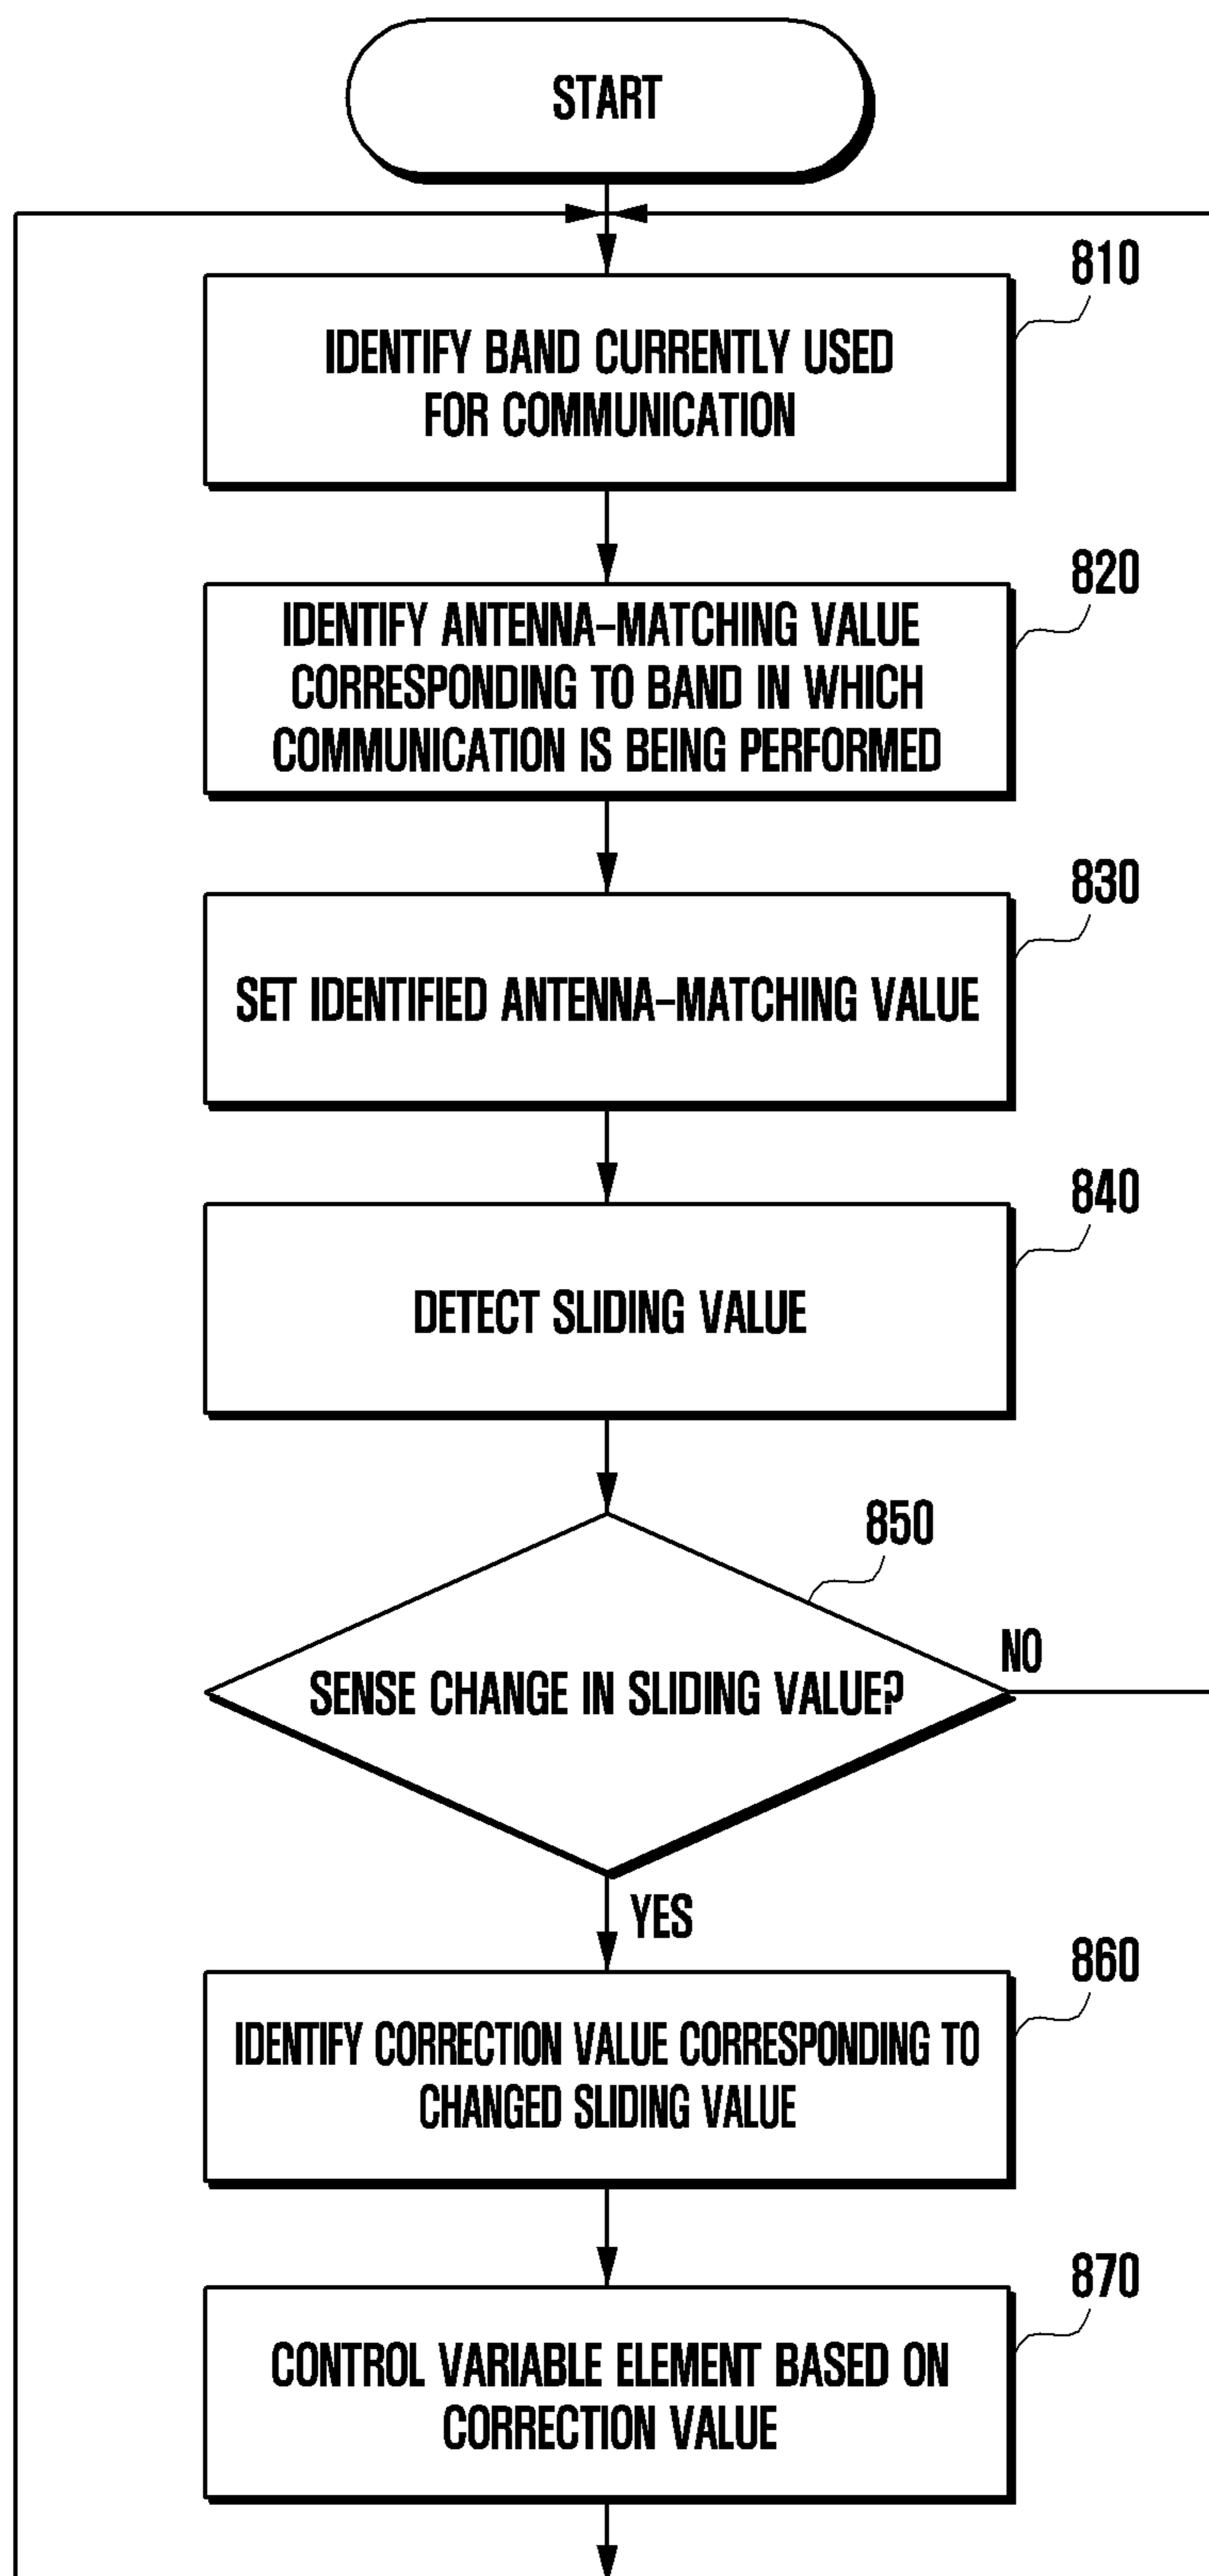 START
810
IDENTIFY BAND CURRENTLY USED
FOR COMMUNICATION
820
IDENTIFY ANTENNA-MATCHING VALUE
CORRESPONDING TO BAND IN WHICH
COMMUNICATION IS BEING PERFORMED
830
SET IDENTIFIED ANTENNA-MATCHING VALUE
840
DETECT SLIDING VALUE
850
SENSE CHANGE IN SLIDING VALUE?
NO
YES
860
IDENTIFY CORRECTION VALUE CORRESPONDING TO
CHANGED SLIDING VALUE
870
CONTROL VARIABLE ELEMENT BASED ON
CORRECTION VALUE